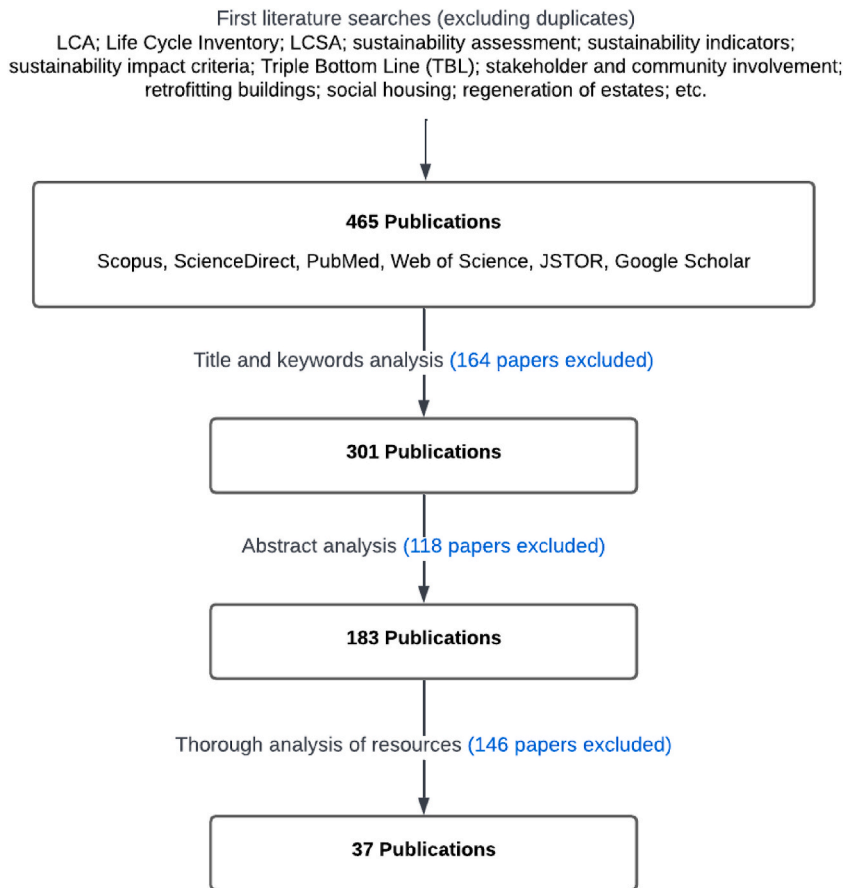 First literature searches (excluding duplicates)
LCA; Life Cycle Inventory; LCSA; sustainability assessment; sustainability indicators;
sustainability impact criteria; Triple Bottom Line (TBL); stakeholder and community involvement;
retrofitting buildings; social housing; regeneration of estates; etc.
465 Publications
Scopus, ScienceDirect, PubMed, Web of Science, JSTOR, Google Scholar
Title and keywords analysis (164 papers excluded)
301 Publications
Abstract analysis (118 papers excluded)
183 Publications
Thorough analysis of resources (146 papers excluded)
37 Publications